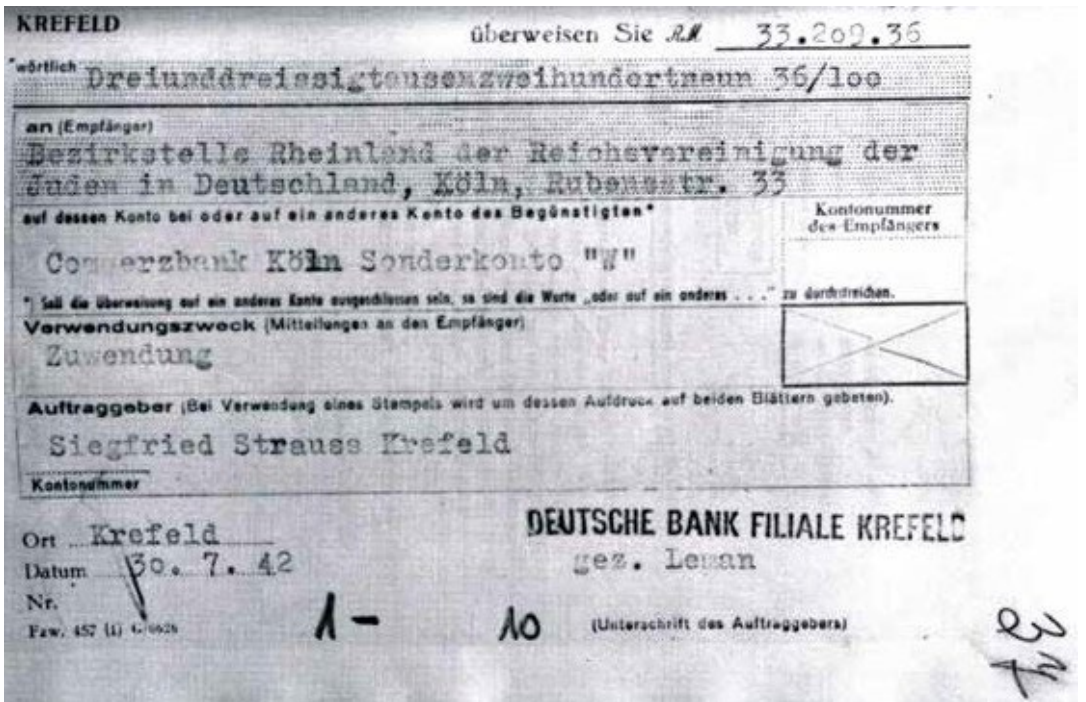 KREFELD
überweisen Sie RM 33.209.36
*wörtlich Dreiunddreissigtausenzweihundertneun 36/100
an (Empfänger)
Bezirkstelle Rheinland der Reichsvereinigung der
Juden in Deutschland, Köln, Rubensstr. 33
auf dessen Konto bei oder auf ein anderes Konto des Begünstigten*
Kontonummer
des Empfängers
Commerzbank Köln Sonderkonto "W"
*) Soll die Überweisung auf ein anderes Konto ausgeschlossen sein, so sind die Worte „oder auf ein anderes . . ." zu durchstreichen.
Verwendungszweck (Mitteilungen an den Empfänger)
Zuwendung
Auftraggeber (Bei Verwendung eines Stempels wird um dessen Aufdruck auf beiden Blättern gebeten).
Siegfried Strauss Krefeld
Kontonummer
Ort Krefeld
DEUTSCHE BANK FILIALE KREFELD
Datum 30. 7. 42
gez. Leman
Nr.
1 - 10
(Unterschrift des Auftraggebers)